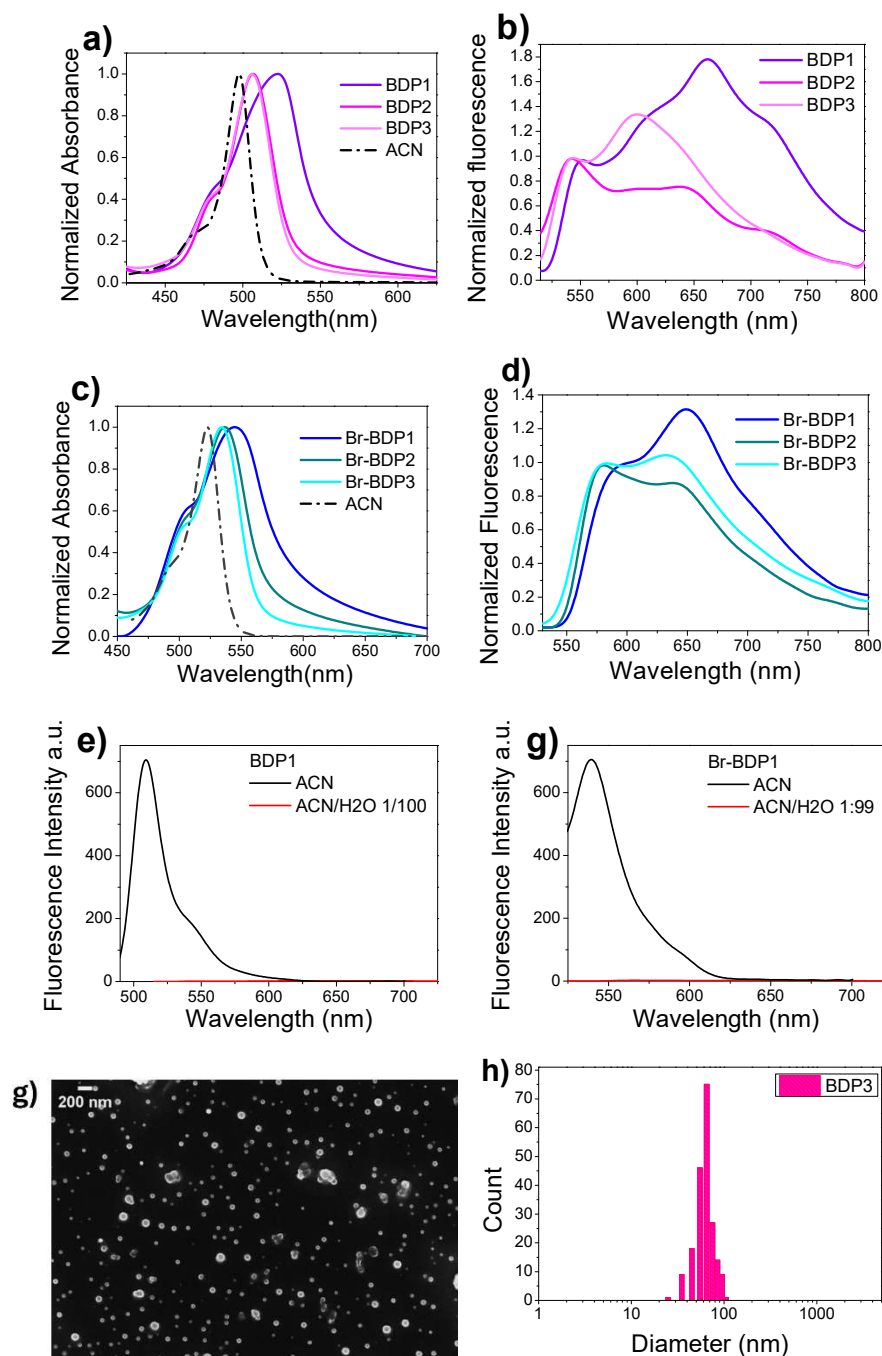 a)
Normalized Absorbance
1.0
0.8
0.6
0.4
0.2
0.0
BDP1
BDP2
BDP3
ACN
450 500 550 600
Wavelength(nm)
b)
Normalized fluorescence
1.8
1.6
1.4
1.2
1.0
0.8
0.6
0.4
0.2
0.0
BDP1
BDP2
BDP3
550 600 650 700 750 800
Wavelength (nm)
c)
Normalized Absorbance
1.0
0.8
0.6
0.4
0.2
0.0
Br-BDP1
Br-BDP2
Br-BDP3
ACN
450 500 550 600 650 700
Wavelength(nm)
d)
Normalized Fluorescence
1.4
1.2
1.0
0.8
0.6
0.4
0.2
0.0
Br-BDP1
Br-BDP2
Br-BDP3
550 600 650 700 750 800
Wavelength (nm)
e)
Fluorescence Intensity a.u.
600
400
200
0
BDP1
ACN
ACN/H2O 1/100
500 550 600 650 700
Wavelength (nm)
g)
Fluorescence Intensity a.u.
600
400
200
0
Br-BDP1
ACN
ACN/H2O 1:99
550 600 650 700
Wavelength (nm)
g)
200 nm
h)
Count
80
70
60
50
40
30
20
10
0
BDP3
1 10 100 1000
Diameter (nm)